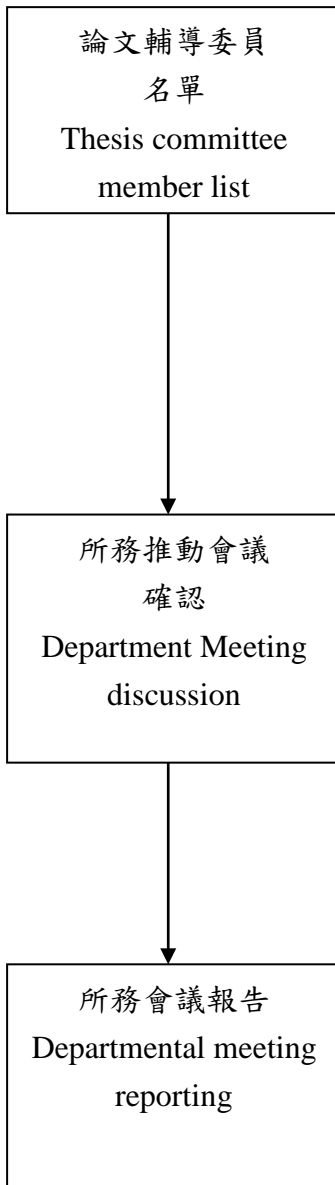 論文輔導委員
名單
Thesis committee
member list
所務推動會議
確認
Department Meeting
discussion
所務會議報告
Departmental meeting
reporting